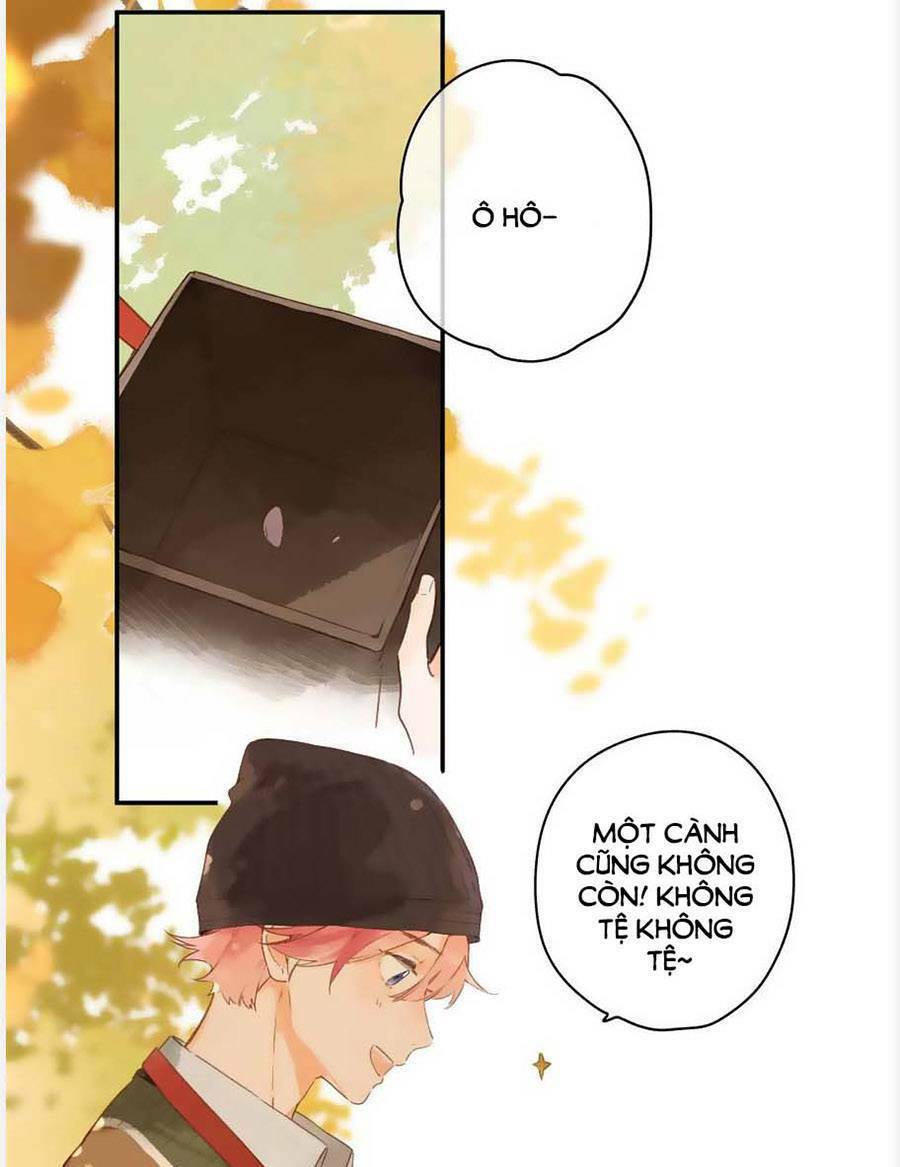 Ô HÔ-
MỘT CÀNH
CŨNG KHÔNG
CÒN! KHÔNG
TỆ KHÔNG
TỆ~